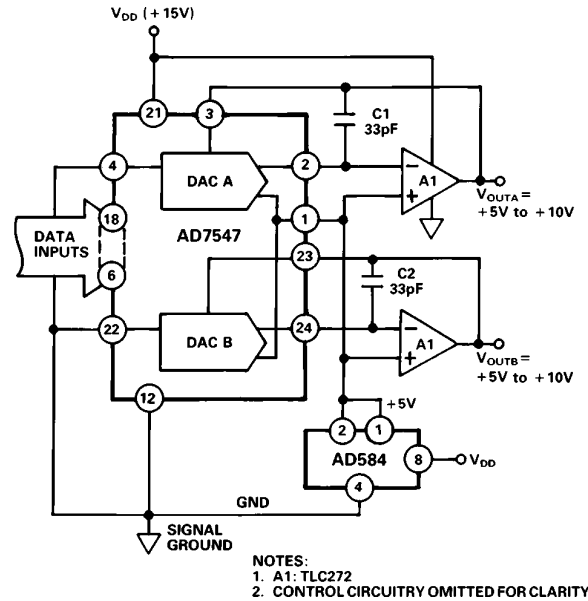 V_DD (+15V)
21
3
C1
33pF
4
DAC A
2
A1
V_OUTA =
+5V to +10V
18
1
DATA
INPUTS
AD7547
23
6
C2
33pF
22
DAC B
24
A1
V_OUTB =
+5V to +10V
12
+5V
2
1
AD584
8
V_DD
4
GND
SIGNAL
GROUND
NOTES:
1. A1: TLC272
2. CONTROL CIRCUITRY OMITTED FOR CLARITY